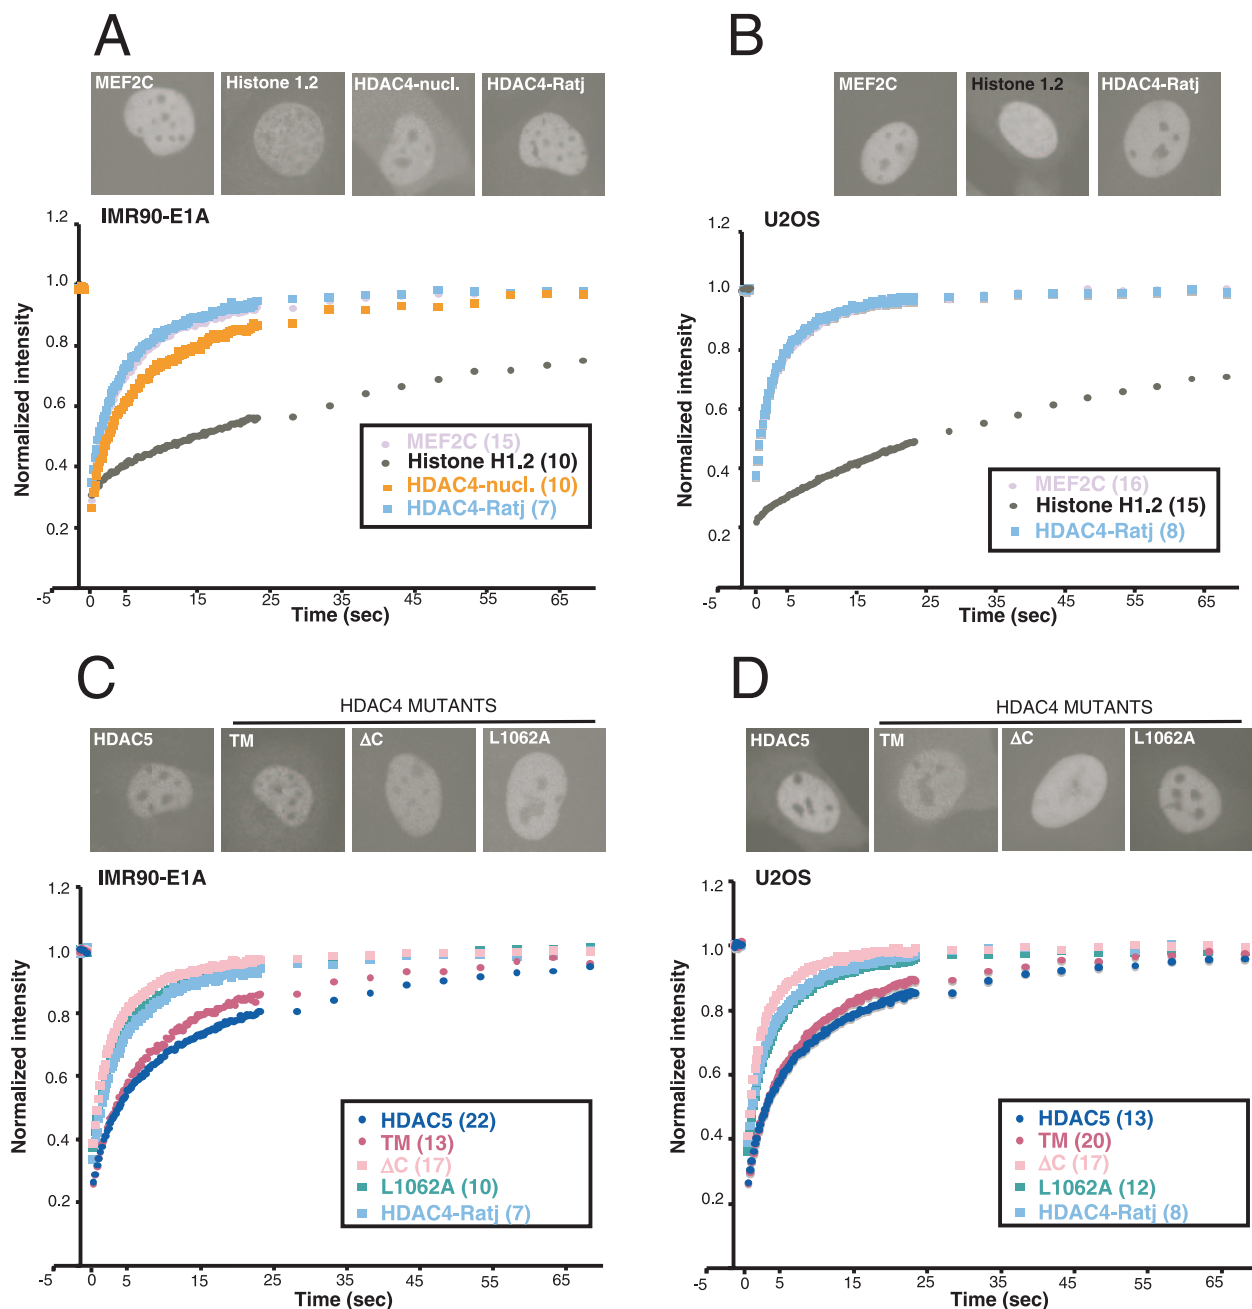 A
MEF2C
Histone 1.2
HDAC4-nucl.
HDAC4-Ratj
IMR90-E1A
Normalized intensity
1.2
1.0
0.8
0.6
0.4
0.2
MEF2C (15)
Histone H1.2 (10)
HDAC4-nucl. (10)
HDAC4-Ratj (7)
-5 0 5 15 25 35 45 55 65
Time (sec)
B
MEF2C
Histone 1.2
HDAC4-Ratj
U2OS
Normalized intensity
1.2
1.0
0.8
0.6
0.4
0.2
MEF2C (16)
Histone H1.2 (15)
HDAC4-Ratj (8)
-5 0 5 15 25 35 45 55 65
Time (sec)
C
HDAC4 MUTANTS
HDAC5
TM
ΔC
L1062A
IMR90-E1A
Normalized intensity
1.2
1.0
0.8
0.6
0.4
0.2
HDAC5 (22)
TM (13)
ΔC (17)
L1062A (10)
HDAC4-Ratj (7)
-5 0 5 15 25 35 45 55 65
Time (sec)
D
HDAC4 MUTANTS
HDAC5
TM
ΔC
L1062A
U2OS
Normalized intensity
1.2
1.0
0.8
0.6
0.4
0.2
HDAC5 (13)
TM (20)
ΔC (17)
L1062A (12)
HDAC4-Ratj (8)
-5 0 5 15 25 35 45 55 65
Time (sec)